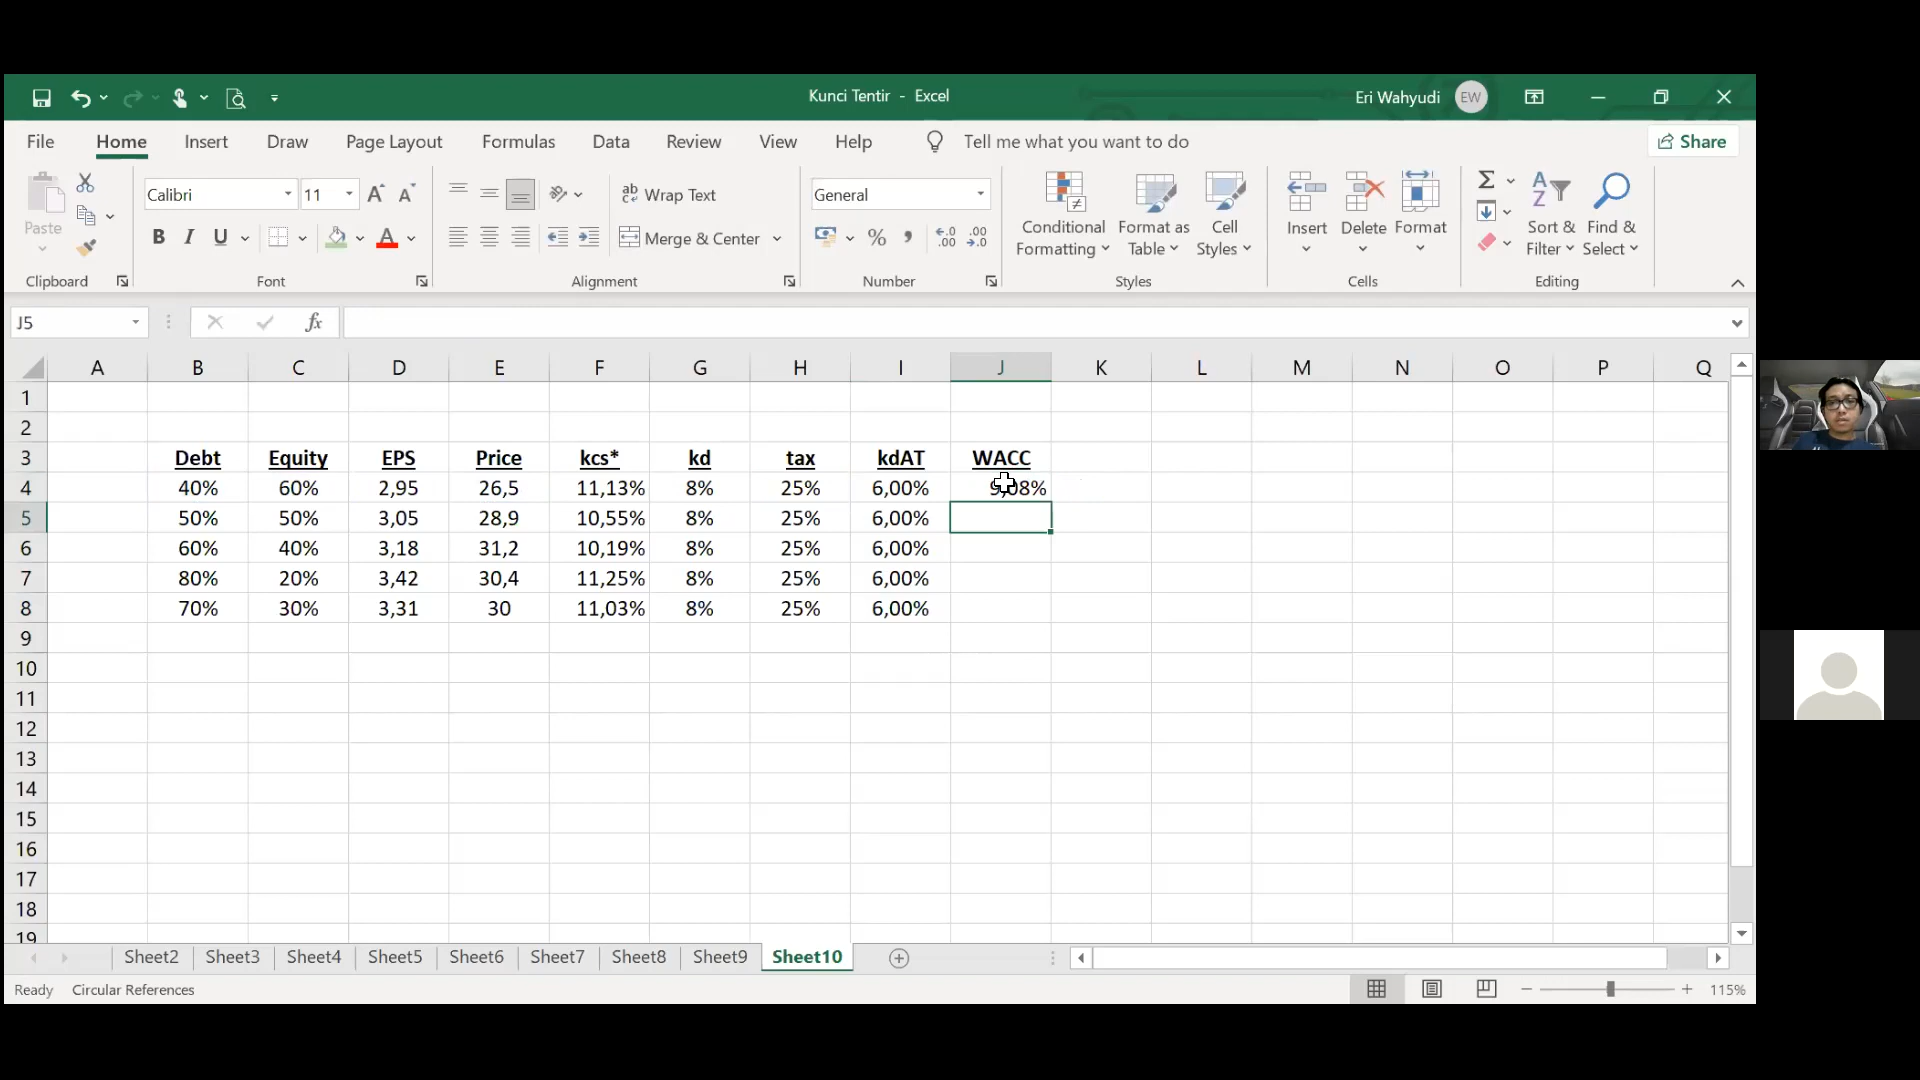 Kunci Tentir - Excel
Eri Wahyudi EW
File Home Insert Draw Page Layout Formulas Data Review View Help Tell me what you want to do Share
Paste
Calibri 11
B I U
ab Wrap Text
Merge & Center
General
Conditional Formatting
Format as Table
Cell Styles
Insert Delete Format
Sort & Filter
Find & Select
Clipboard Font Alignment Number Styles Cells Editing
J5 fx
A B C D E F G H I J K L M N O P Q
1
2
3 Debt Equity EPS Price kcs* kd tax kdAT WACC
4 40% 60% 2,95 26,5 11,13% 8% 25% 6,00% 9,08%
5 50% 50% 3,05 28,9 10,55% 8% 25% 6,00%
6 60% 40% 3,18 31,2 10,19% 8% 25% 6,00%
7 80% 20% 3,42 30,4 11,25% 8% 25% 6,00%
8 70% 30% 3,31 30 11,03% 8% 25% 6,00%
9
10
11
12
13
14
15
16
17
18
19
Sheet2 Sheet3 Sheet4 Sheet5 Sheet6 Sheet7 Sheet8 Sheet9 Sheet10
Ready Circular References 115%